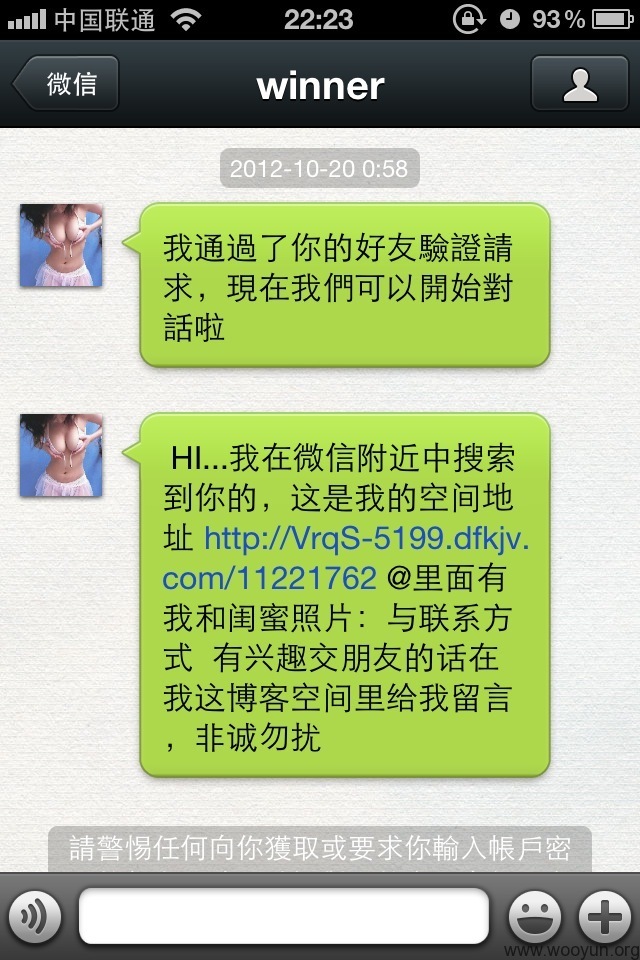 中国联通 22:23 93%
微信 winner
2012-10-20 0:58
我通過了你的好友驗證請
求，現在我們可以開始對
話啦
HI...我在微信附近中搜索
到你的，这是我的空间地
址 http://VrqS-5199.dfkjv.
com/11221762 @里面有
我和闺蜜照片：与联系方
式 有兴趣交朋友的话在
我这博客空间里给我留言
，非诚勿扰
請警惕任何向你獲取或要求你輸入帳戶密
www.wooyun.org